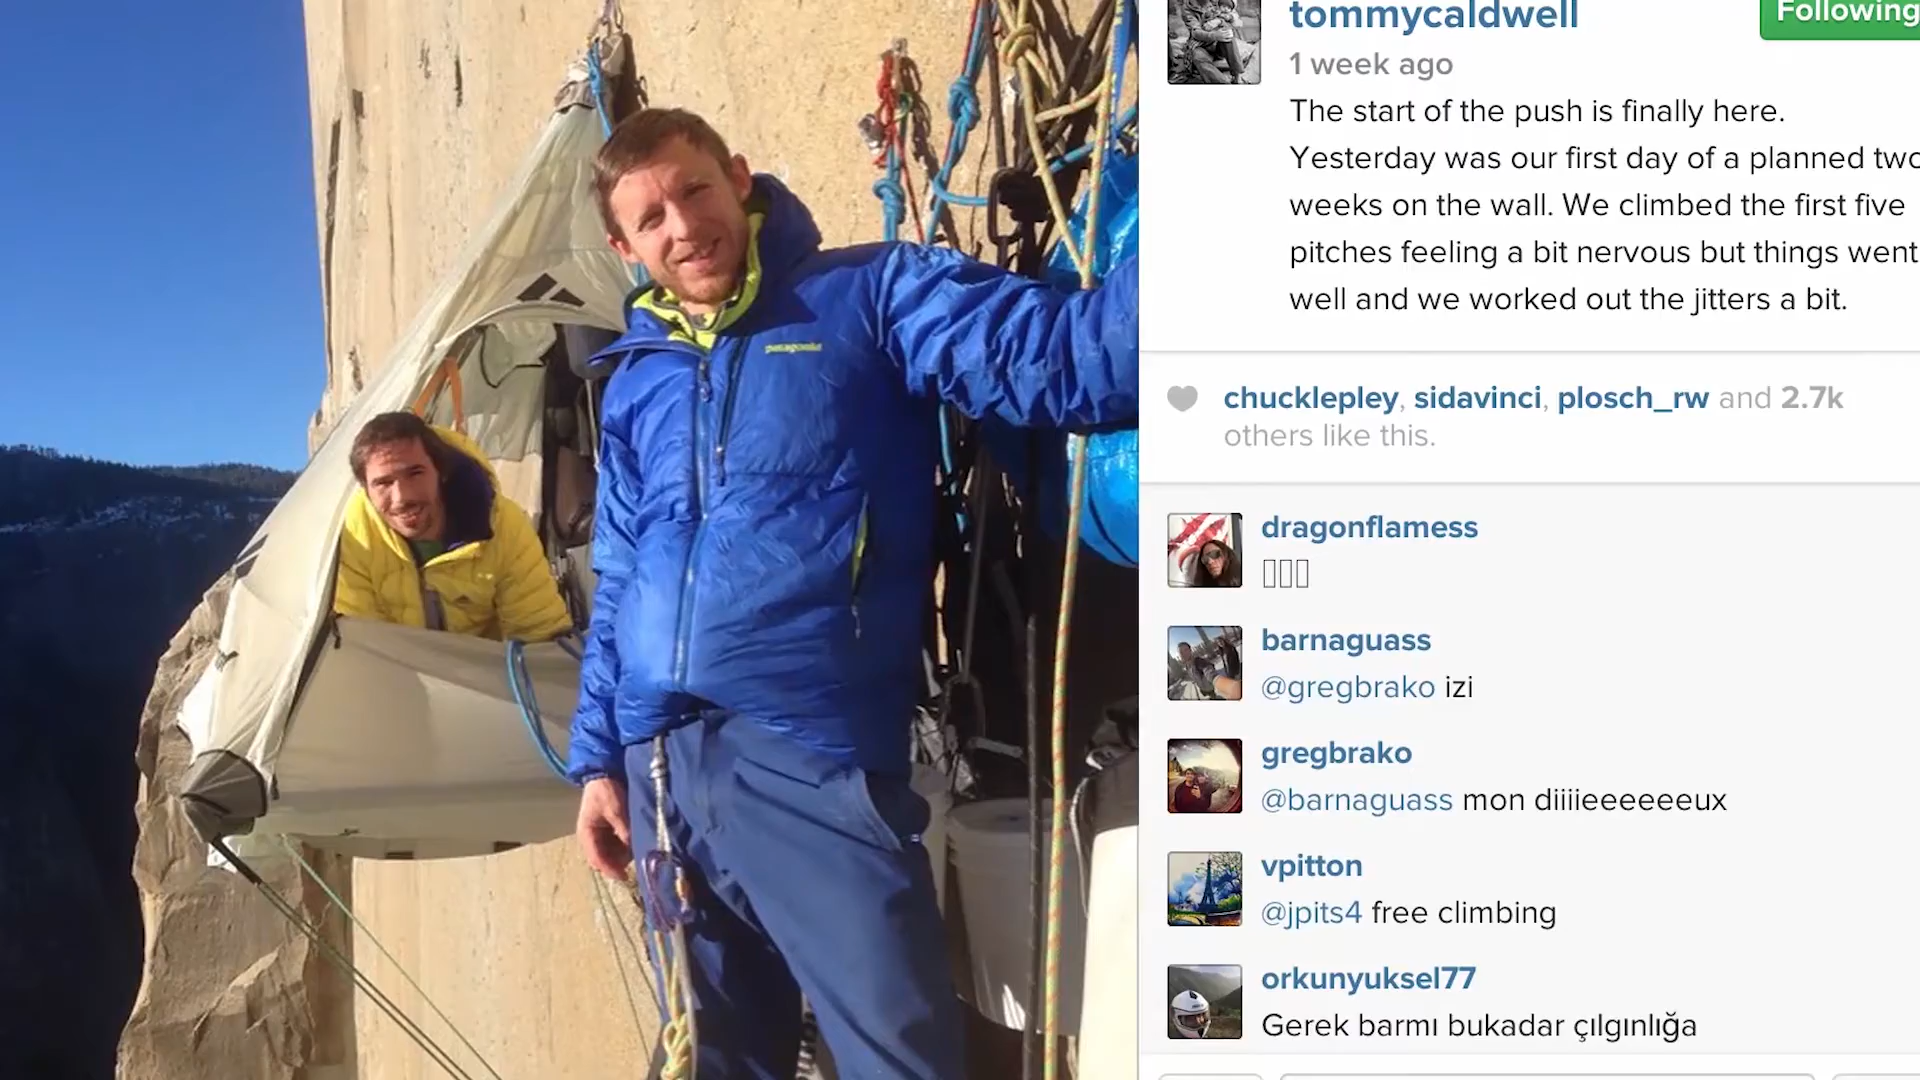 tommycaldwell
Following
1 week ago
The start of the push is finally here.
Yesterday was our first day of a planned two
weeks on the wall. We climbed the first five
pitches feeling a bit nervous but things went
well and we worked out the jitters a bit.
chucklepley, sidavinci, plosch_rw and 2.7k
others like this.
dragonflamess
barnaguass
@gregbrako izi
gregbrako
@barnaguass mon diiiieeeeeeux
vpitton
@jpits4 free climbing
orkunyuksel77
Gerek barmı bukadar çılgınlığa
patagonia